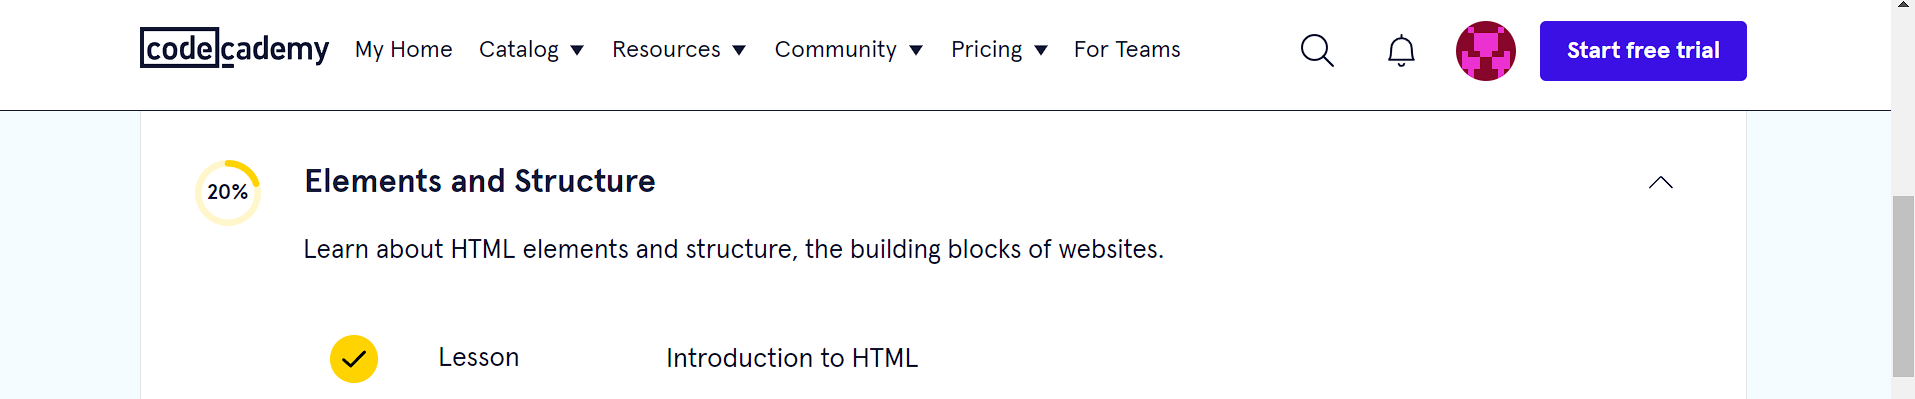 codecademy My Home Catalog Resources Community Pricing For Teams Start free trial
20% Elements and Structure
Learn about HTML elements and structure, the building blocks of websites.
Lesson Introduction to HTML